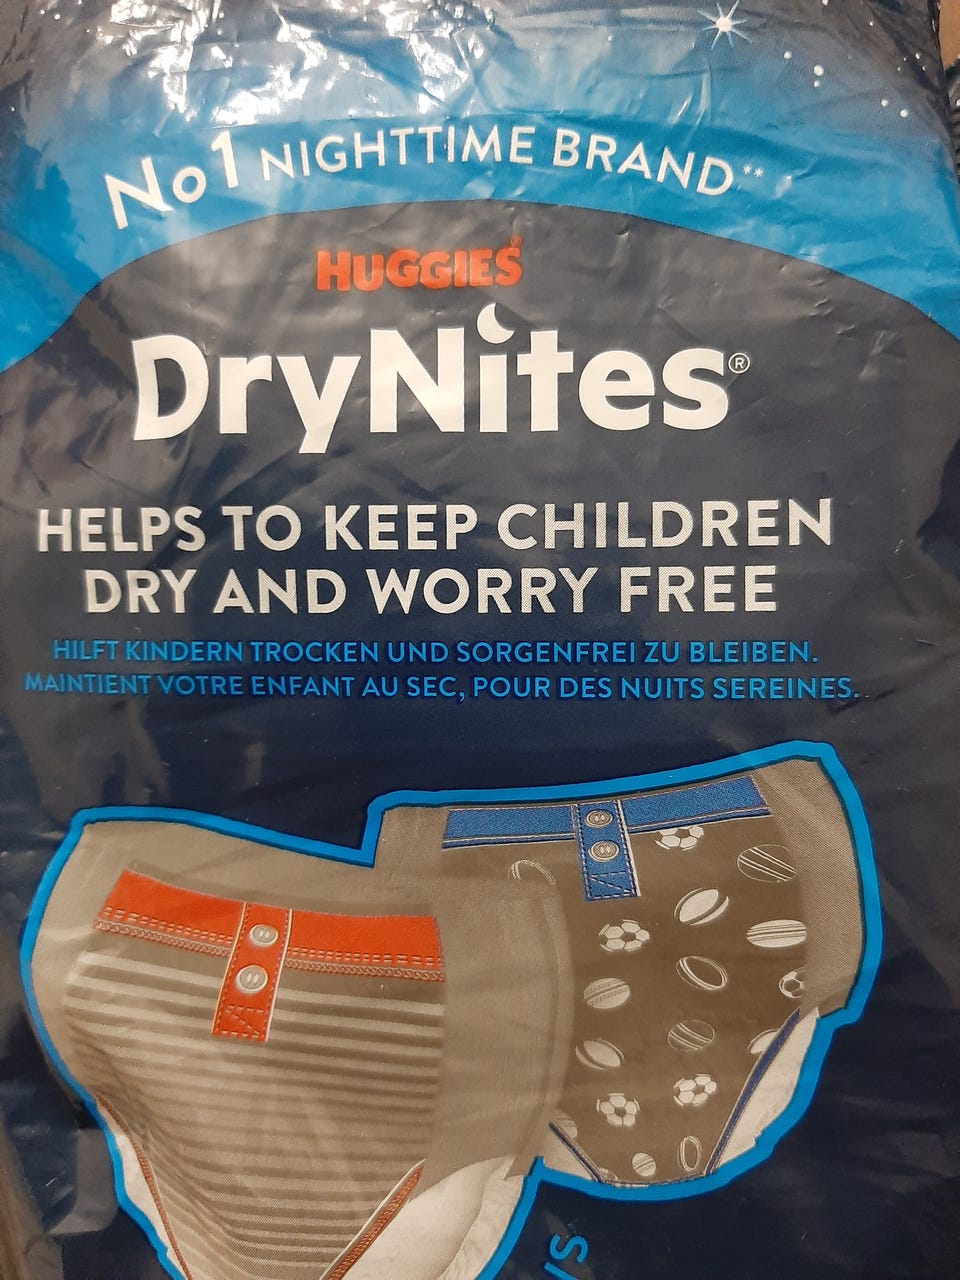 No1 NIGHTTIME BRAND**
HUGGIES®
DryNites®
HELPS TO KEEP CHILDREN
DRY AND WORRY FREE
HILFT KINDERN TROCKEN UND SORGENFREI ZU BLEIBEN.
MAINTIENT VOTRE ENFANT AU SEC, POUR DES NUITS SEREINES.